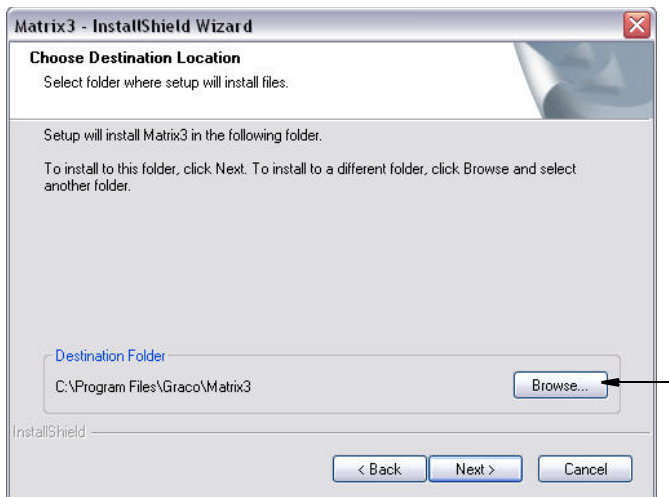 Matrix3 - InstallShield Wizard
Choose Destination Location
Select folder where setup will install files.
Setup will install Matrix3 in the following folder.
To install to this folder, click Next. To install to a different folder, click Browse and select
another folder.
Destination Folder
C:\Program Files\Graco\Matrix3
Browse...
InstallShield
< Back
Next >
Cancel